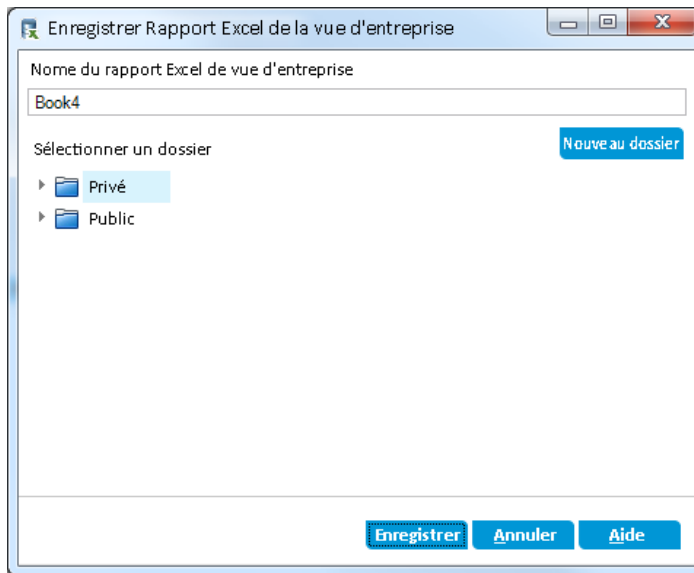 Enregistrer Rapport Excel de la vue d'entreprise
Nome du rapport Excel de vue d'entreprise
Book4
Sélectionner un dossier
Nouveau dossier
Privé
Public
Enregistrer Annuler Aide